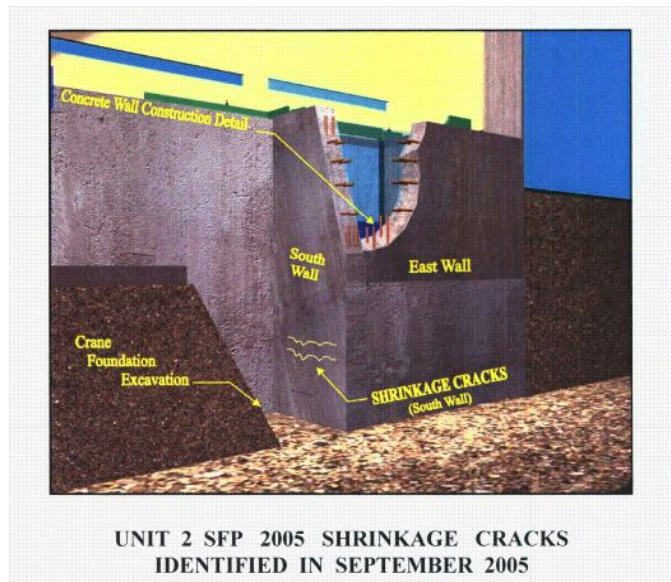 Concrete Wall Construction Detail
South
Wall
East Wall
Crane
Foundation
Excavation
SHRINKAGE CRACKS
(South Wall)
UNIT 2 SFP 2005 SHRINKAGE CRACKS
IDENTIFIED IN SEPTEMBER 2005